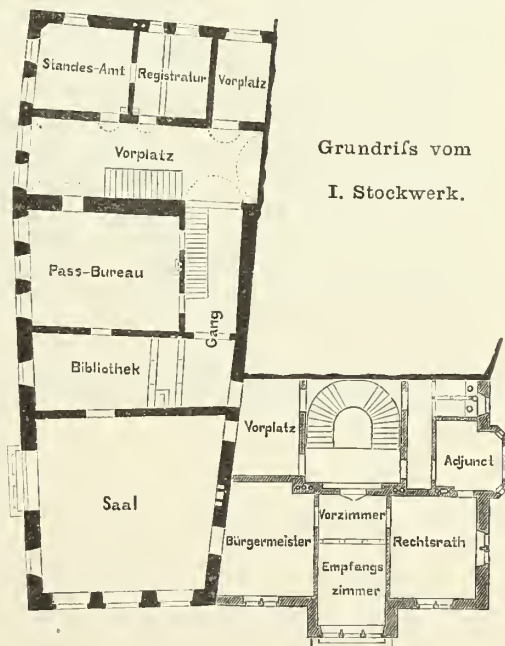 Standes-Amt
Registratur
Vorplatz
Vorplatz
Grundriſs vom
I. Stockwerk.
Pass-Bureau
Gang
Bibliothek
Vorplatz
Adjunct
Saal
Bürgermeister
Vorzimmer
Rechtsrath
Empfangs
zimmer